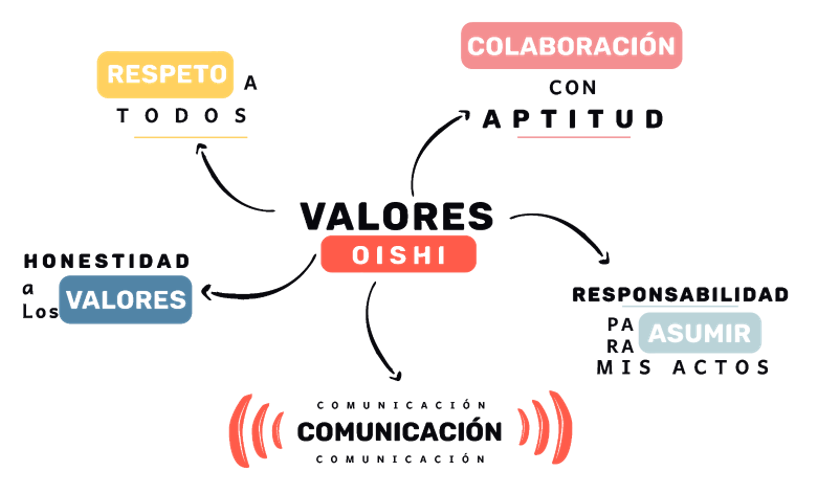 COLABORACIÓN
CON
APTITUD
RESPETO A
TODOS
VALORES
OISHI
HONESTIDAD
a
Los VALORES
RESPONSABILIDAD
PA
RA ASUMIR
MIS ACTOS
COMUNICACIÓN
COMUNICACIÓN
COMUNICACIÓN